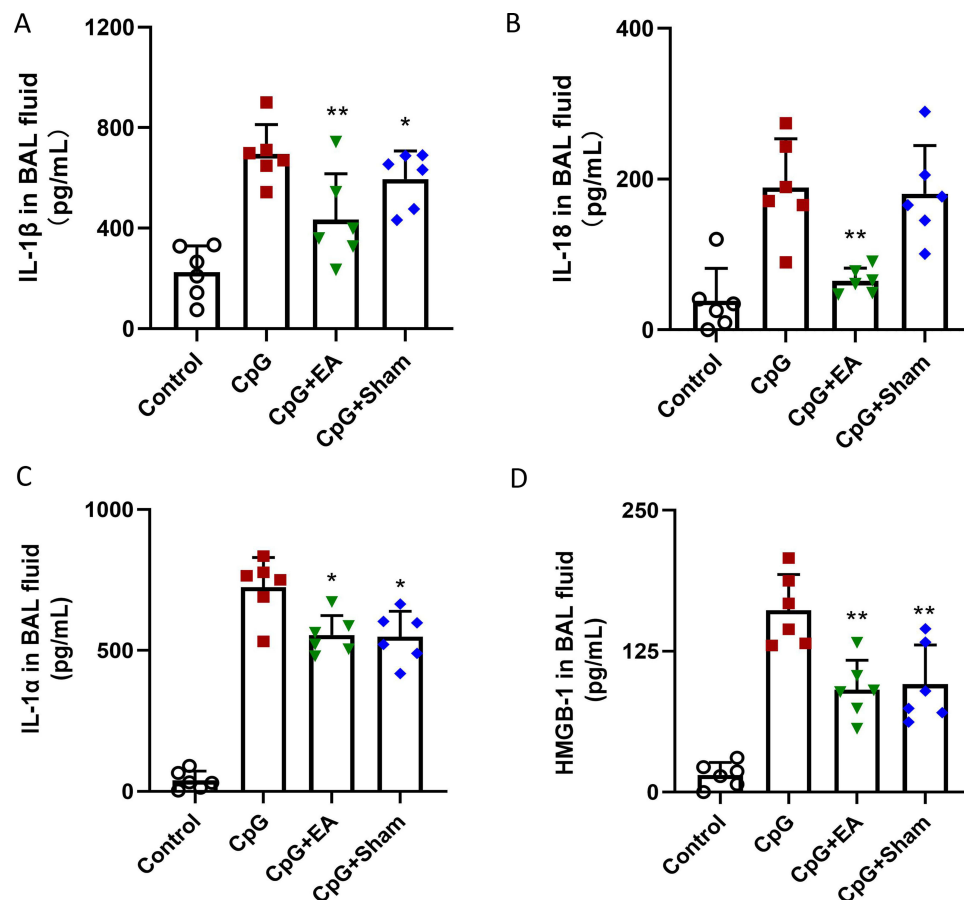 A
IL-1β in BAL fluid
（pg/mL）
1200
800
400
0
**
*
Control
CpG
CpG+EA
CpG+Sham
B
IL-18 in BAL fluid
（pg/mL）
400
200
0
**
Control
CpG
CpG+EA
CpG+Sham
C
IL-1α in BAL fluid
(pg/mL)
1000
500
0
*
*
Control
CpG
CpG+EA
CpG+Sham
D
HMGB-1 in BAL fluid
(pg/mL)
250
125
0
**
**
Control
CpG
CpG+EA
CpG+Sham